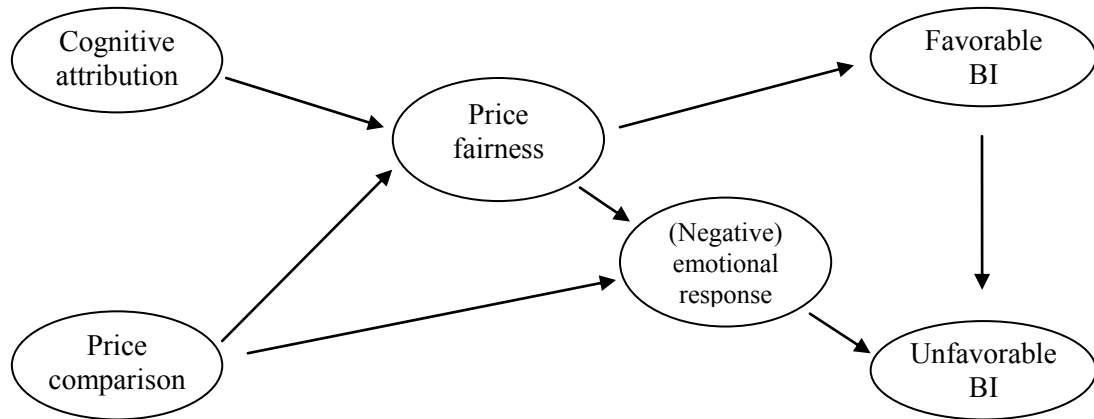 Cognitive
attribution
Favorable
BI
Price
fairness
(Negative)
emotional
response
Price
comparison
Unfavorable
BI